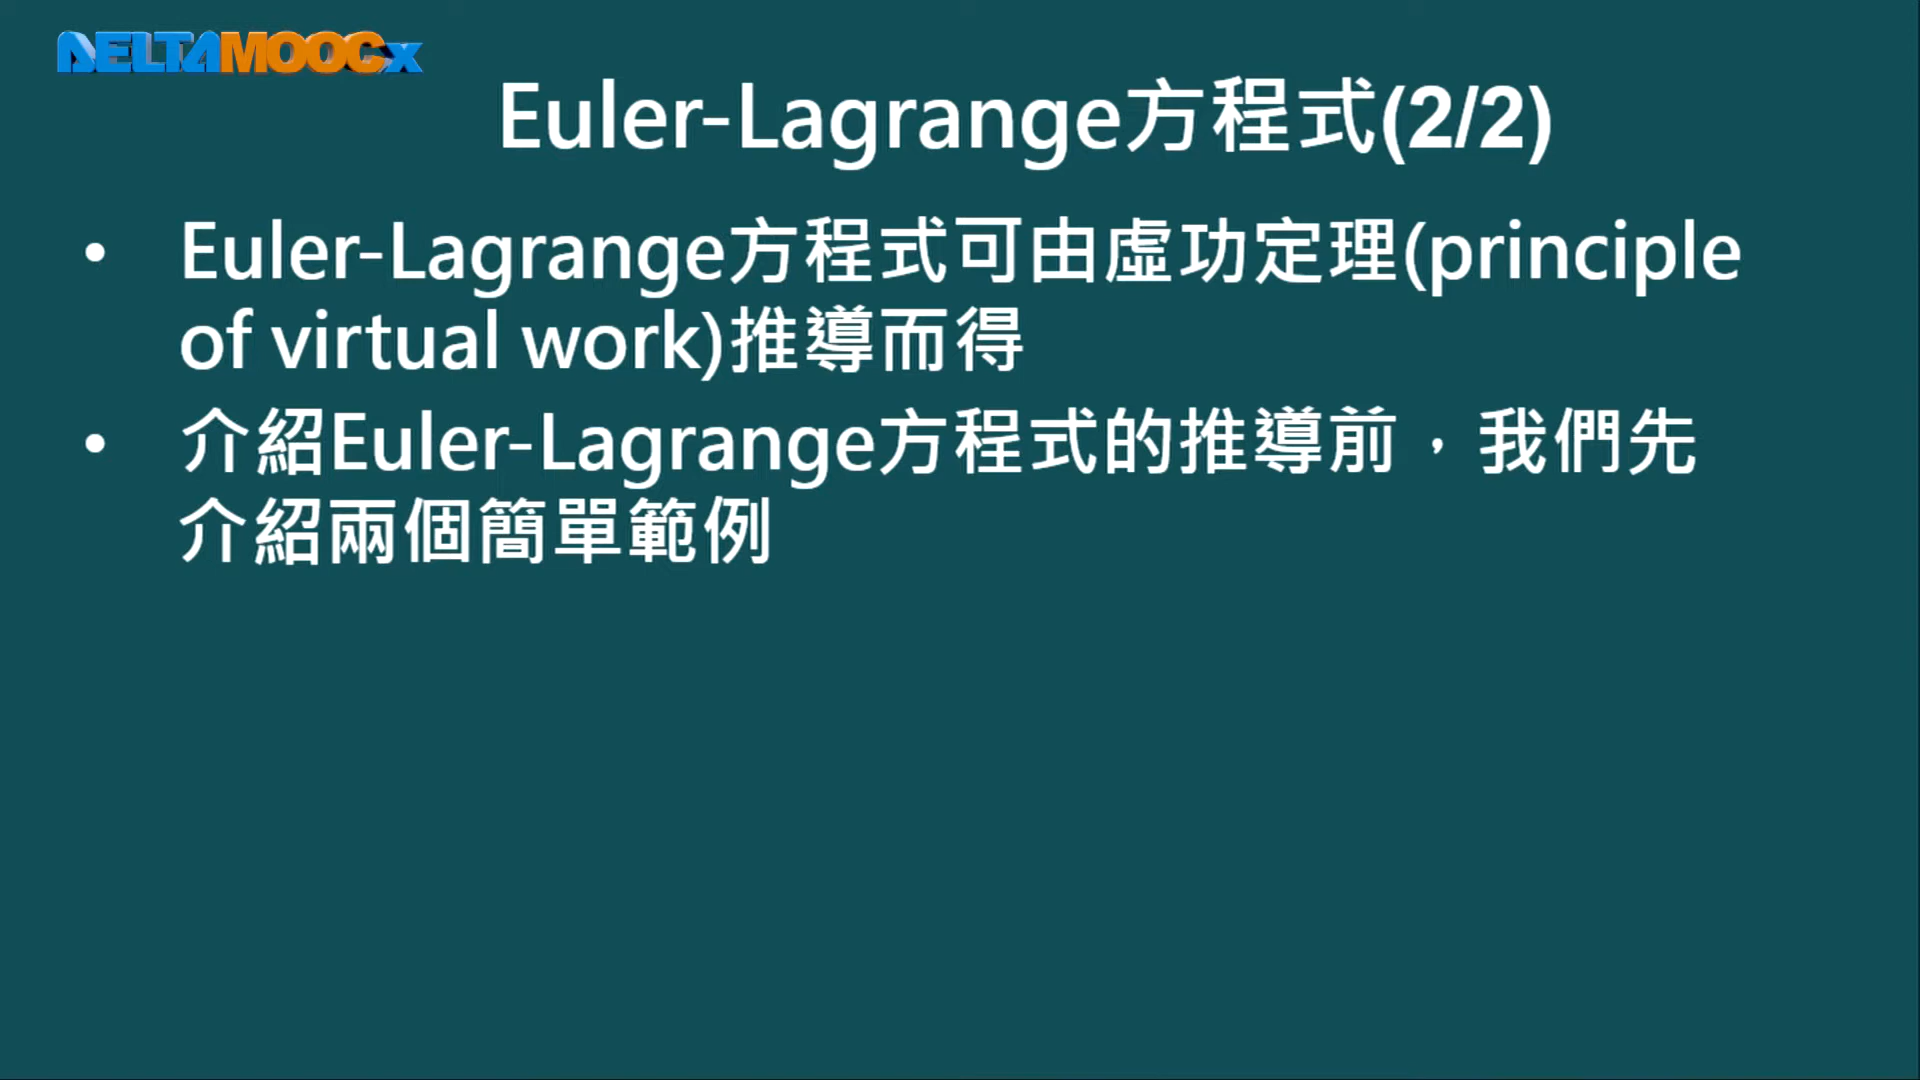 DELTAMOOCx
Euler-Lagrange方程式(2/2)
• Euler-Lagrange方程式可由虛功定理(principle
of virtual work)推導而得
• 介紹Euler-Lagrange方程式的推導前，我們先
介紹兩個簡單範例